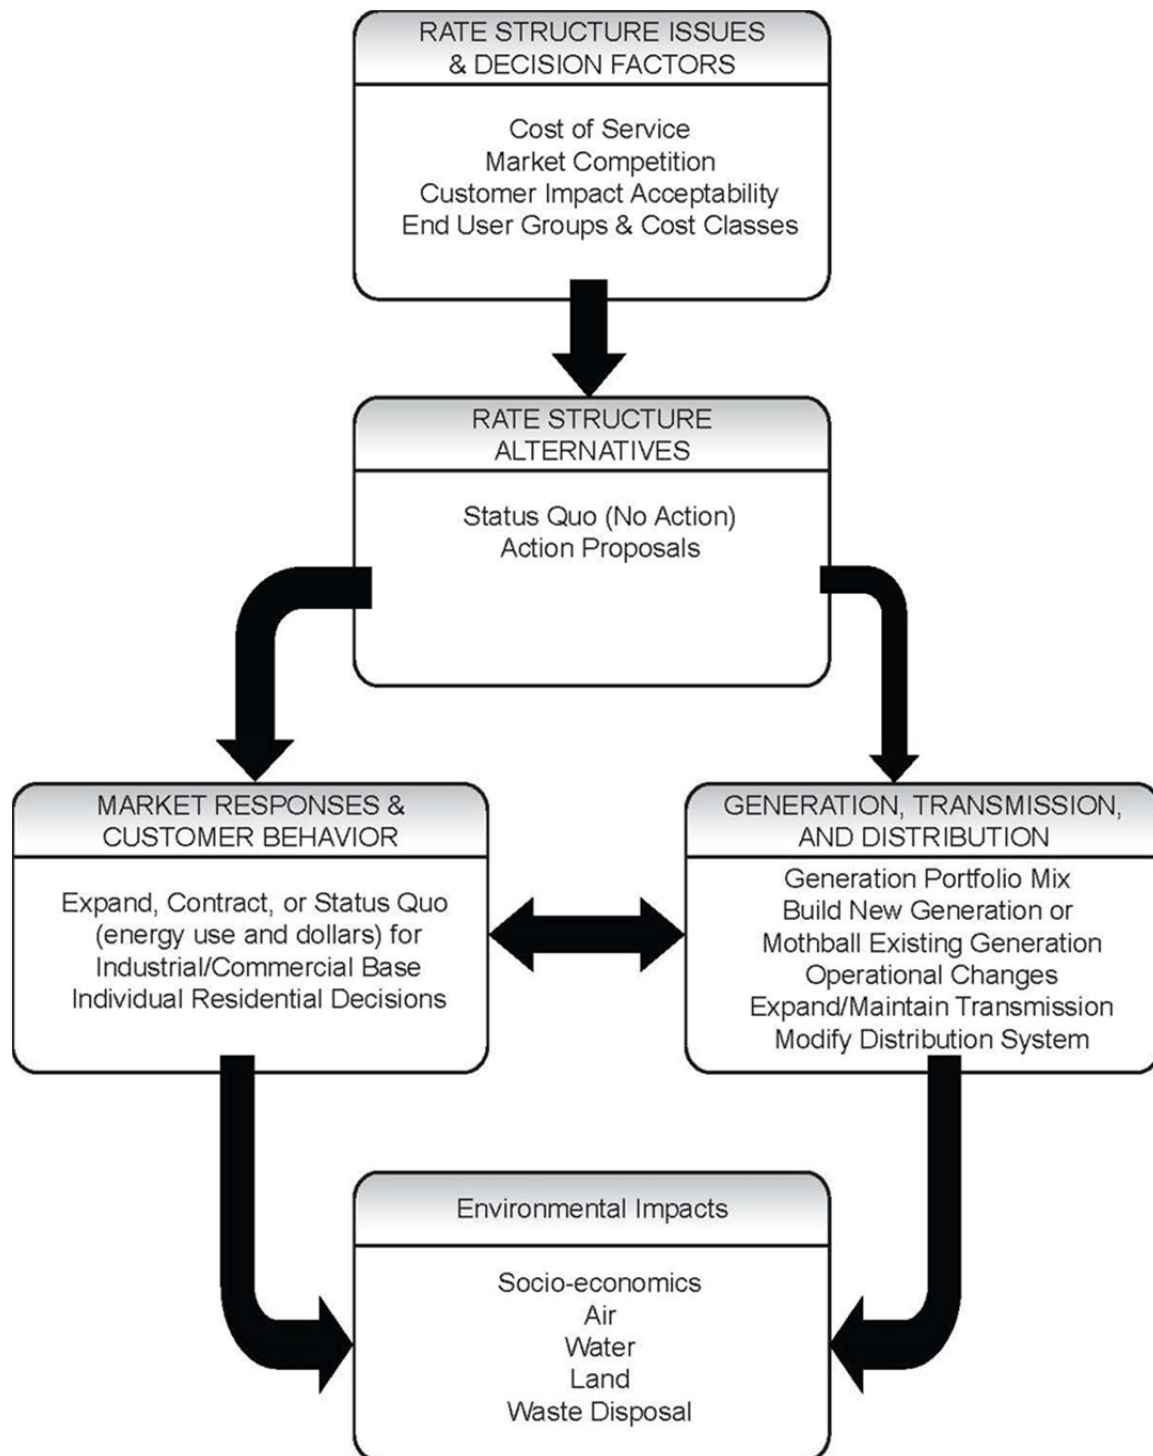 RATE STRUCTURE ISSUES
& DECISION FACTORS
Cost of Service
Market Competition
Customer Impact Acceptability
End User Groups & Cost Classes
RATE STRUCTURE
ALTERNATIVES
Status Quo (No Action)
Action Proposals
MARKET RESPONSES &
CUSTOMER BEHAVIOR
Expand, Contract, or Status Quo
(energy use and dollars) for
Industrial/Commercial Base
Individual Residential Decisions
GENERATION, TRANSMISSION,
AND DISTRIBUTION
Generation Portfolio Mix
Build New Generation or
Mothball Existing Generation
Operational Changes
Expand/Maintain Transmission
Modify Distribution System
Environmental Impacts
Socio-economics
Air
Water
Land
Waste Disposal